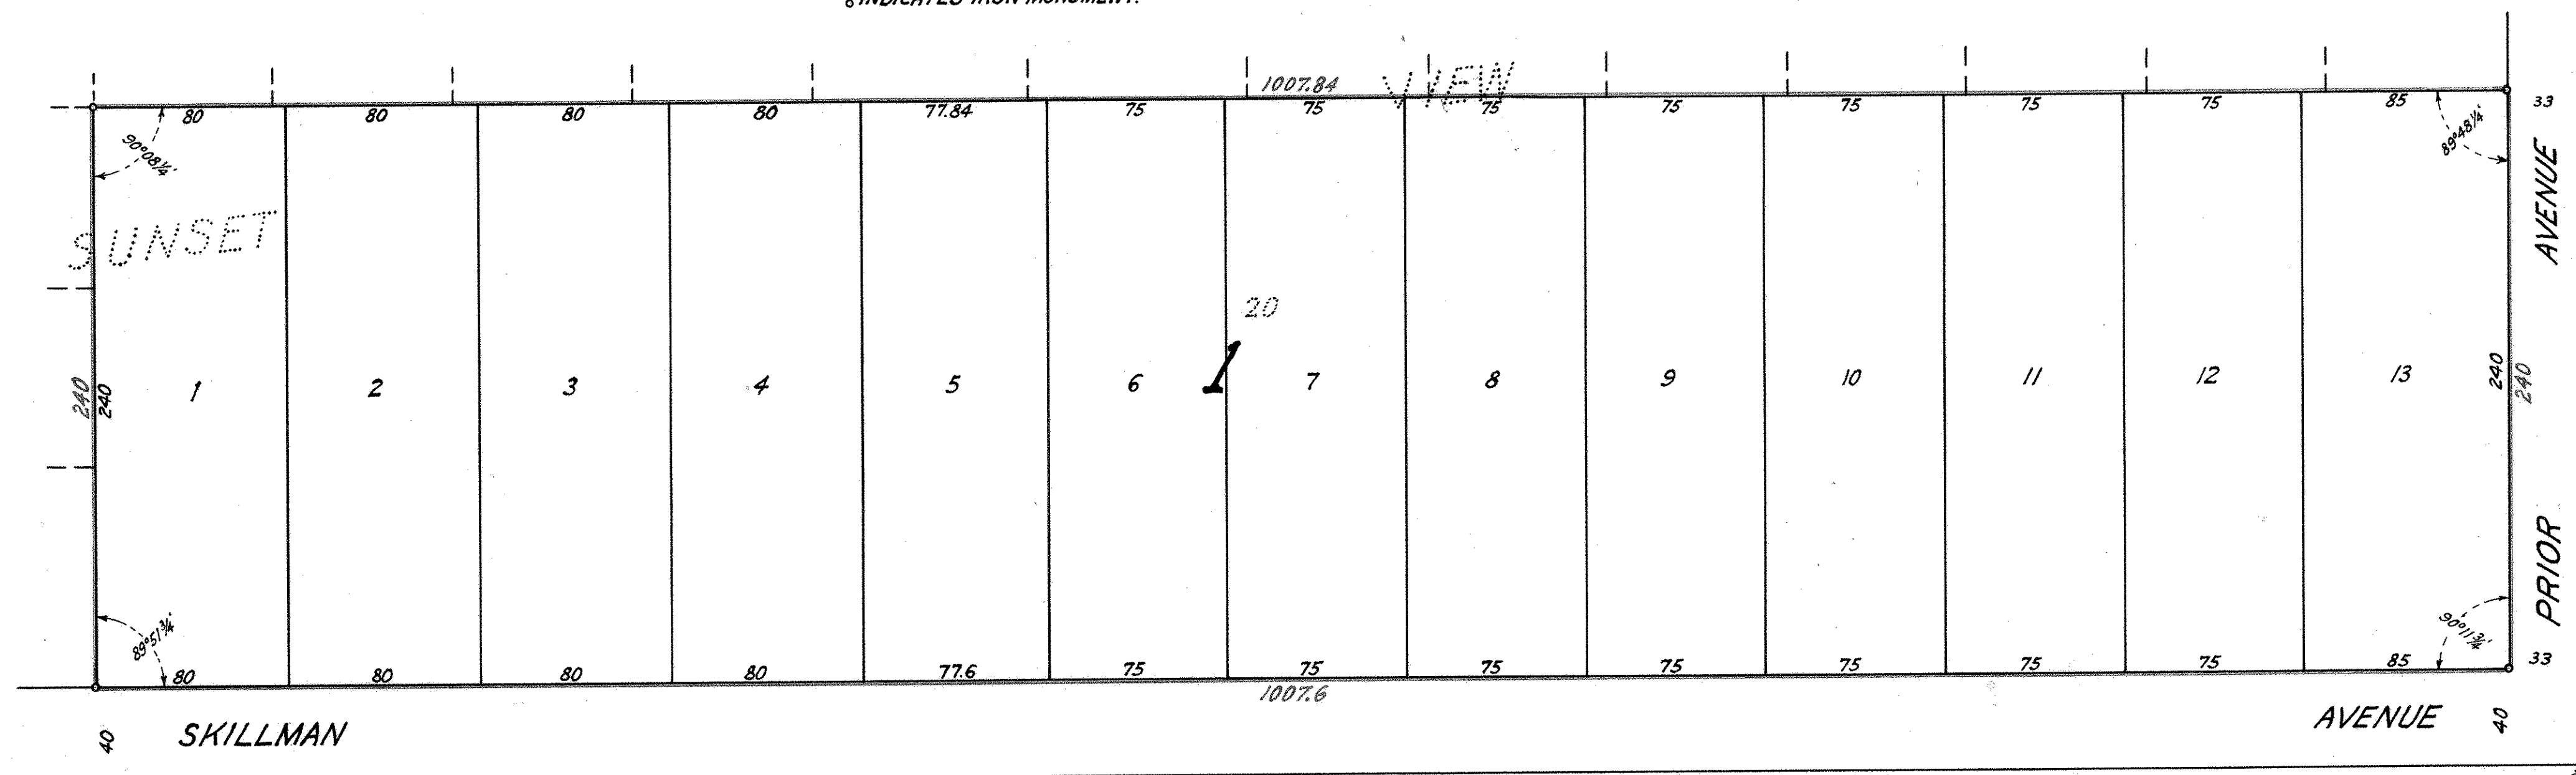 INDICATES IRON MONUMENT.
1007.84
VIEW
80 80 80 80 77.84 75 75 75 75 75 75 75 85 33
90°08¼'
89°48¼'
AVENUE
SUNSET
20
1
240 240 1 2 3 4 5 6 7 8 9 10 11 12 13 240 240
PRIOR
89°51¾'
90°11¾'
80 80 80 80 77.6 75 75 75 75 75 75 75 85 33
1007.6
40 SKILLMAN AVENUE 40